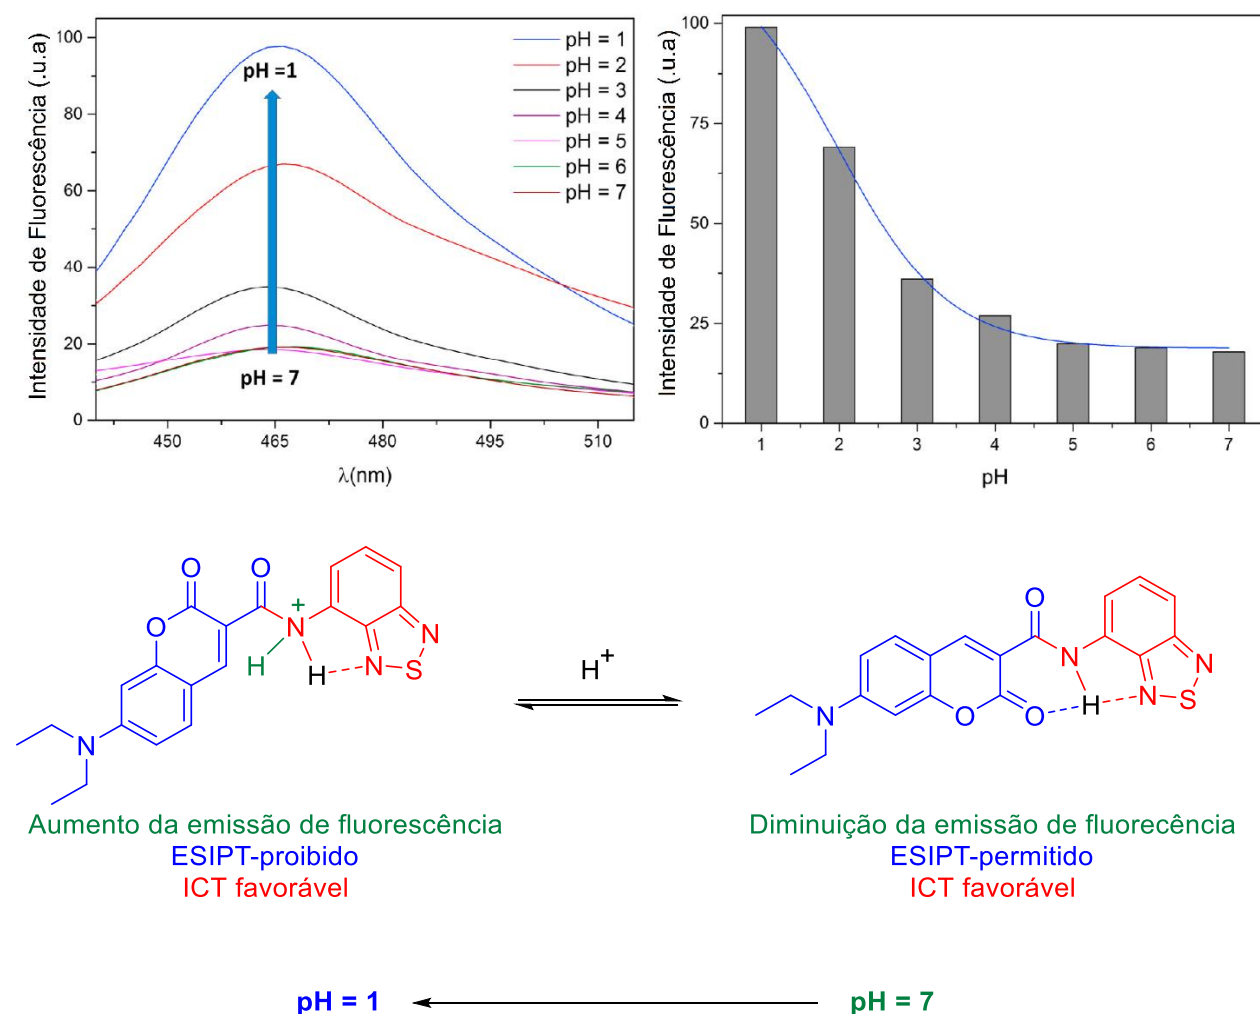 Intensidade de Fluorescência (.u.a)
100
80
60
40
20
0
pH = 1
pH = 2
pH = 3
pH = 4
pH = 5
pH = 6
pH = 7
pH =1
pH = 7
450 465 480 495 510
λ(nm)
Intensidade de Fluorescência (.u.a)
100
75
50
25
0
1 2 3 4 5 6 7
pH
O O
O N +
H H N S N
N
H+
O
N
N O O H N S N
Aumento da emissão de fluorescência
ESIPT-proibido
ICT favorável
Diminuição da emissão de fluorecência
ESIPT-permitido
ICT favorável
pH = 1 pH = 7